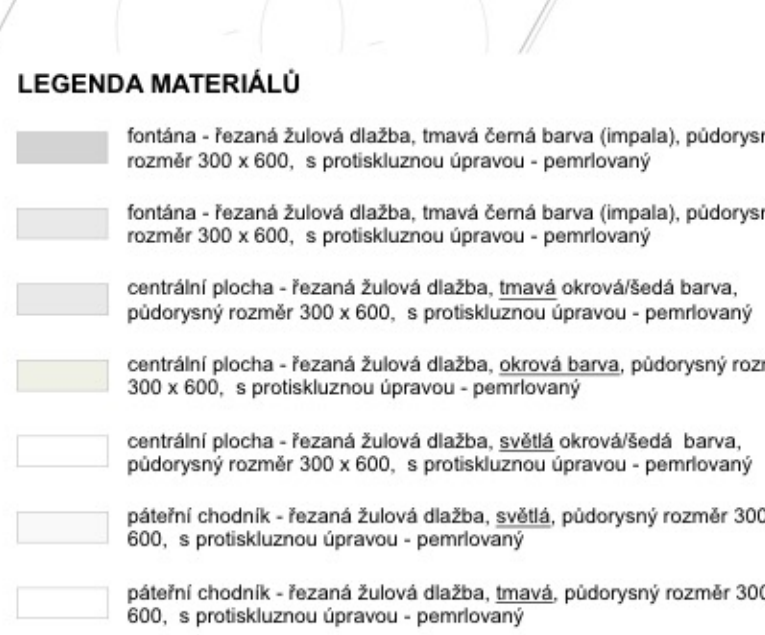 LEGENDA MATERIÁLŮ
fontána - řezaná žulová dlažba, tmavá černá barva (impala),
rozměr 300 x 600, s protiskluznou úpravou - pemrlovaný
fontána - řezaná žulová dlažba, tmavá černá barva (impala),
rozměr 300 x 600, s protiskluznou úpravou - pemrlovaný
centrální plocha - řezaná žulová dlažba, tmavá okrová/šedá barva,
půdorysný rozměr 300 x 600, s protiskluznou úpravou - pemrlovaný
centrální plocha - řezaná žulová dlažba, okrová barva, půdorysný
300 x 600, s protiskluznou úpravou - pemrlovaný
centrální plocha - řezaná žulová dlažba, světlá okrová/šedá barva,
půdorysný rozměr 300 x 600, s protiskluznou úpravou - pemrlovaný
páteřní chodník - řezaná žulová dlažba, světlá, půdorysný rozměr 300
600, s protiskluznou úpravou - pemrlovaný
páteřní chodník - řezaná žulová dlažba, tmavá, půdorysný rozměr 300
600, s protiskluznou úpravou - pemrlovaný